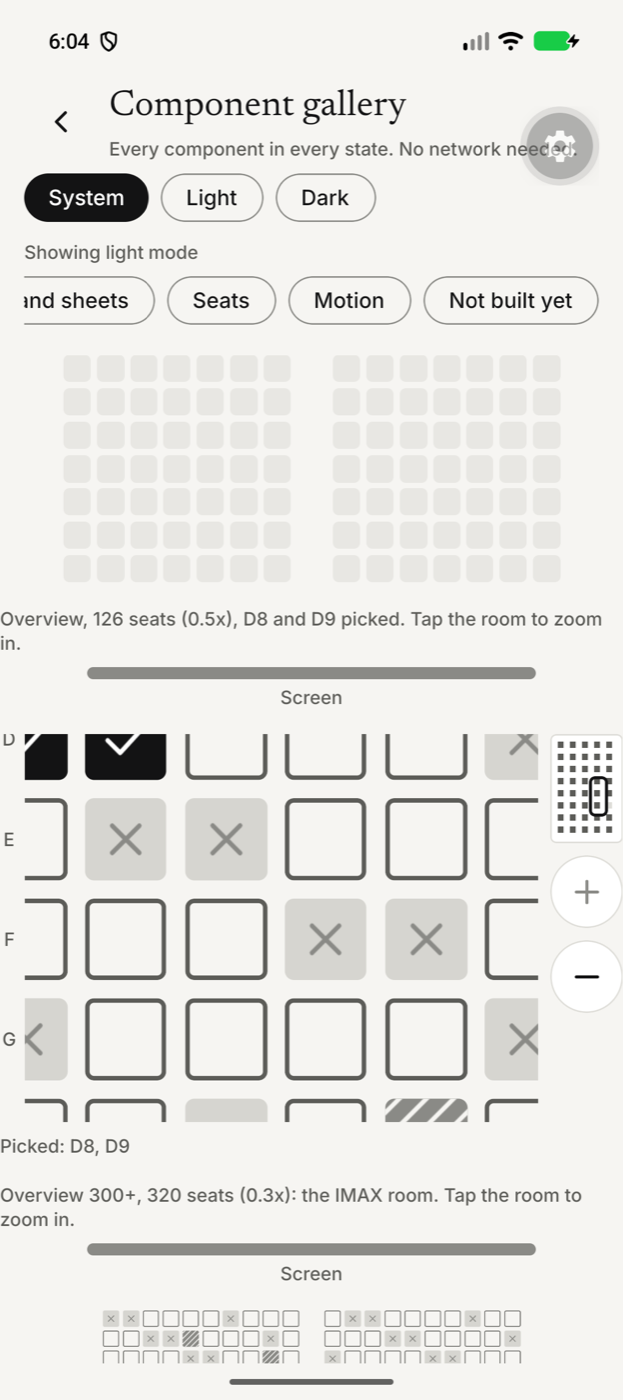 6:04
Component gallery
Every component in every state. No network needed.
System
Light
Dark
Showing light mode
and sheets
Seats
Motion
Not built yet
Overview, 126 seats (0.5x), D8 and D9 picked. Tap the room to zoom
in.
Screen
D
E
F
G
Picked: D8, D9
Overview 300+, 320 seats (0.3x): the IMAX room. Tap the room to
zoom in.
Screen